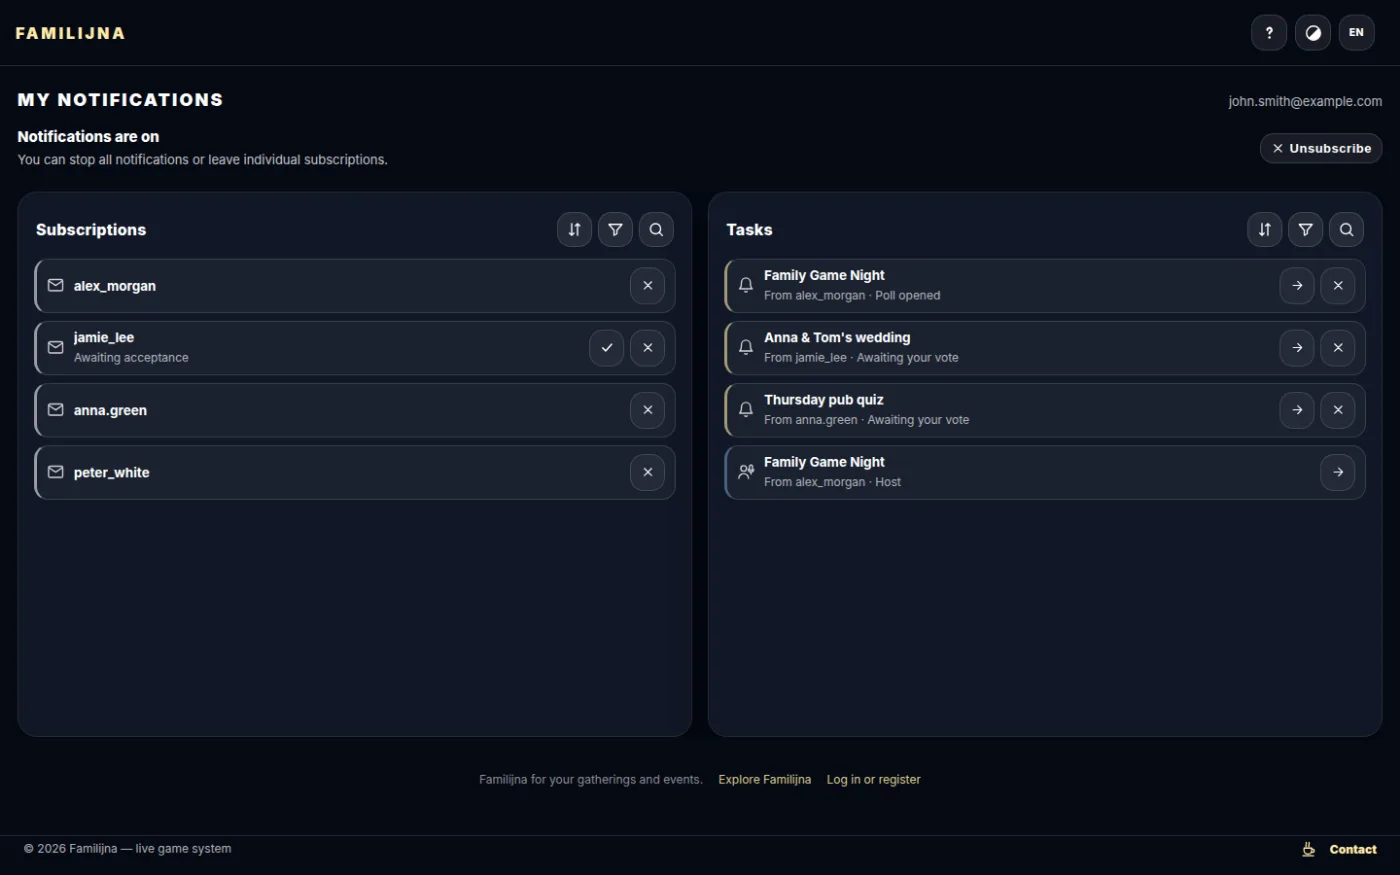 FAMILIJNA
?
EN
MY NOTIFICATIONS
john.smith@example.com
Notifications are on
You can stop all notifications or leave individual subscriptions.
Unsubscribe
Subscriptions
alex_morgan
jamie_lee
Awaiting acceptance
anna.green
peter_white
Tasks
Family Game Night
From alex_morgan · Poll opened
Anna & Tom's wedding
From jamie_lee · Awaiting your vote
Thursday pub quiz
From anna.green · Awaiting your vote
Family Game Night
From alex_morgan · Host
Familijna for your gatherings and events. Explore Familijna Log in or register
© 2026 Familijna — live game system
Contact